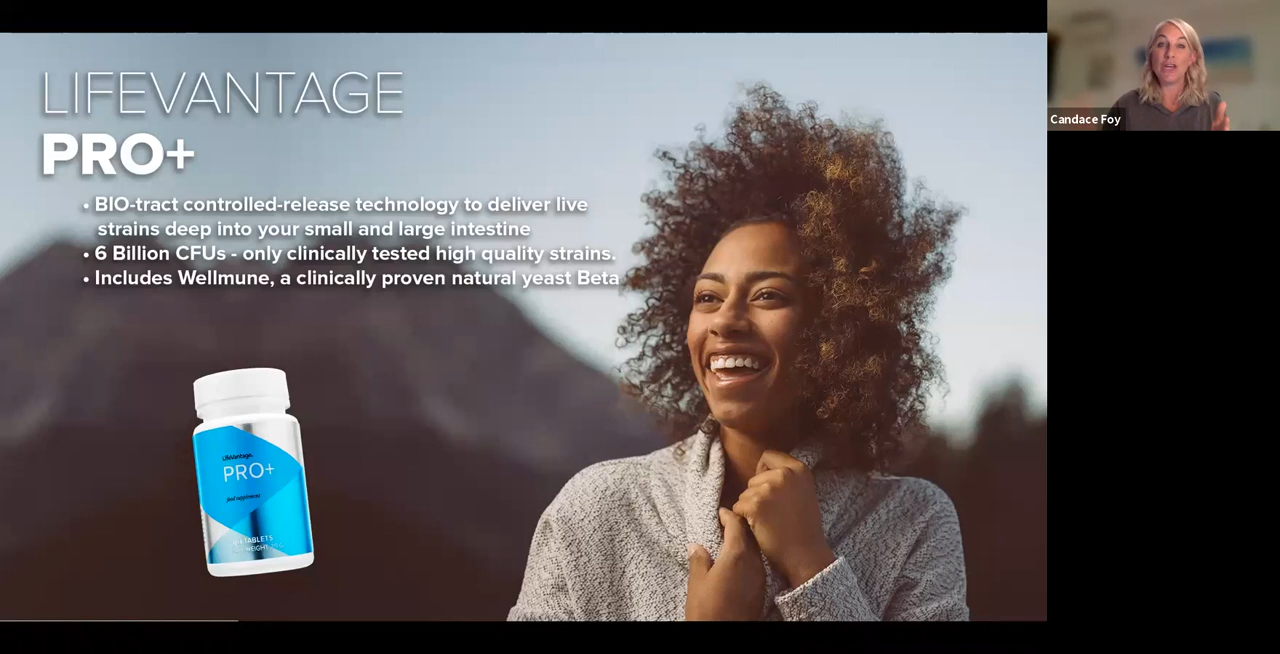 LIFEVANTAGE
PRO+
• BIO-tract controlled-release technology to deliver live
strains deep into your small and large intestine
• 6 Billion CFUs - only clinically tested high quality strains.
• Includes Wellmune, a clinically proven natural yeast Beta
Candace Foy
LifeVantage.
PRO+
food supplement
TABLETS
WEIGHT